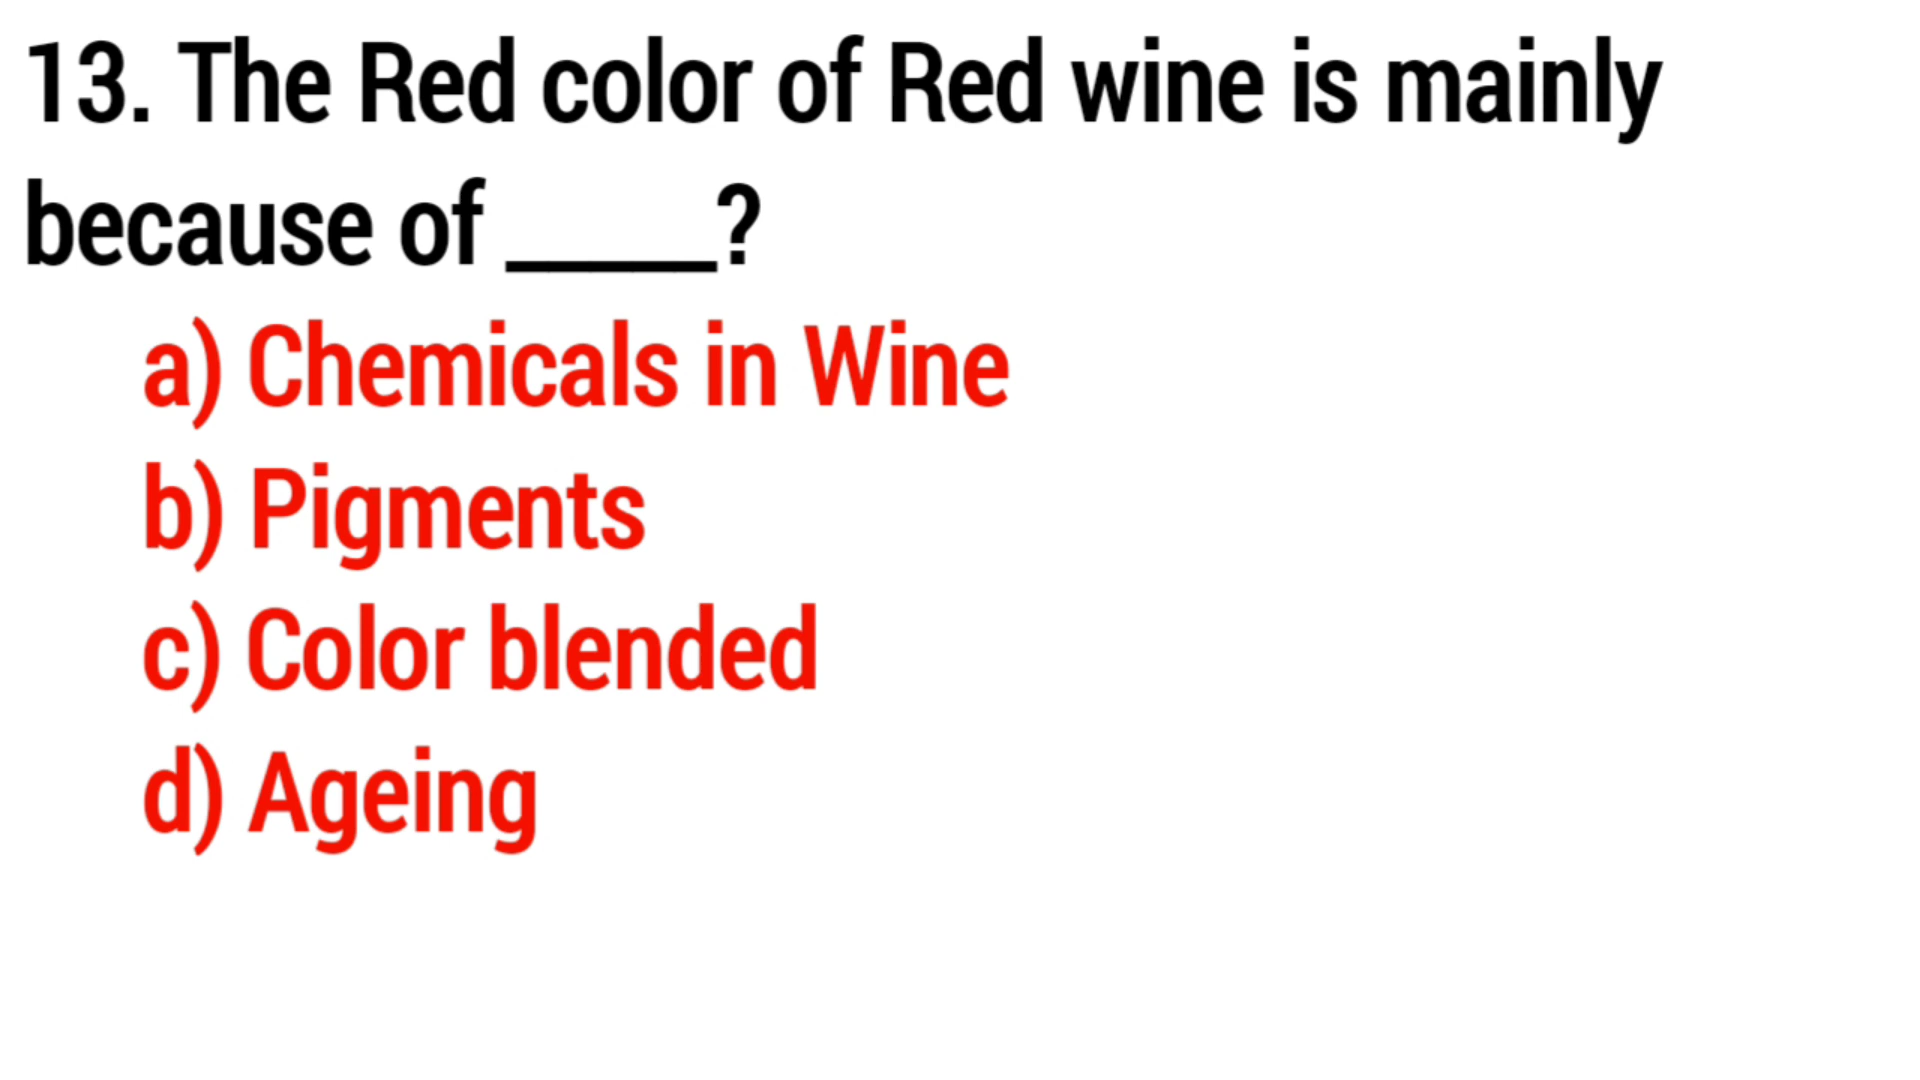 13. The Red color of Red wine is mainly
because of _____?
a) Chemicals in Wine
b) Pigments
c) Color blended
d) Ageing